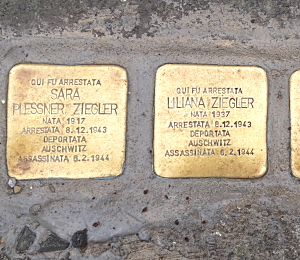 QUI FU ARRESTATA
SARA
PLESSNER ZIEGLER
NATA 1917
ARRESTATA 8.12.1943
DEPORTATA
AUSCHWITZ
ASSASSINATA 6.2.1944
QUI FU ARRESTATA
LILIANA ZIEGLER
NATA 1937
ARRESTATA 8.12.1943
DEPORTATA
AUSCHWITZ
ASSASSINATA 6.2.1944